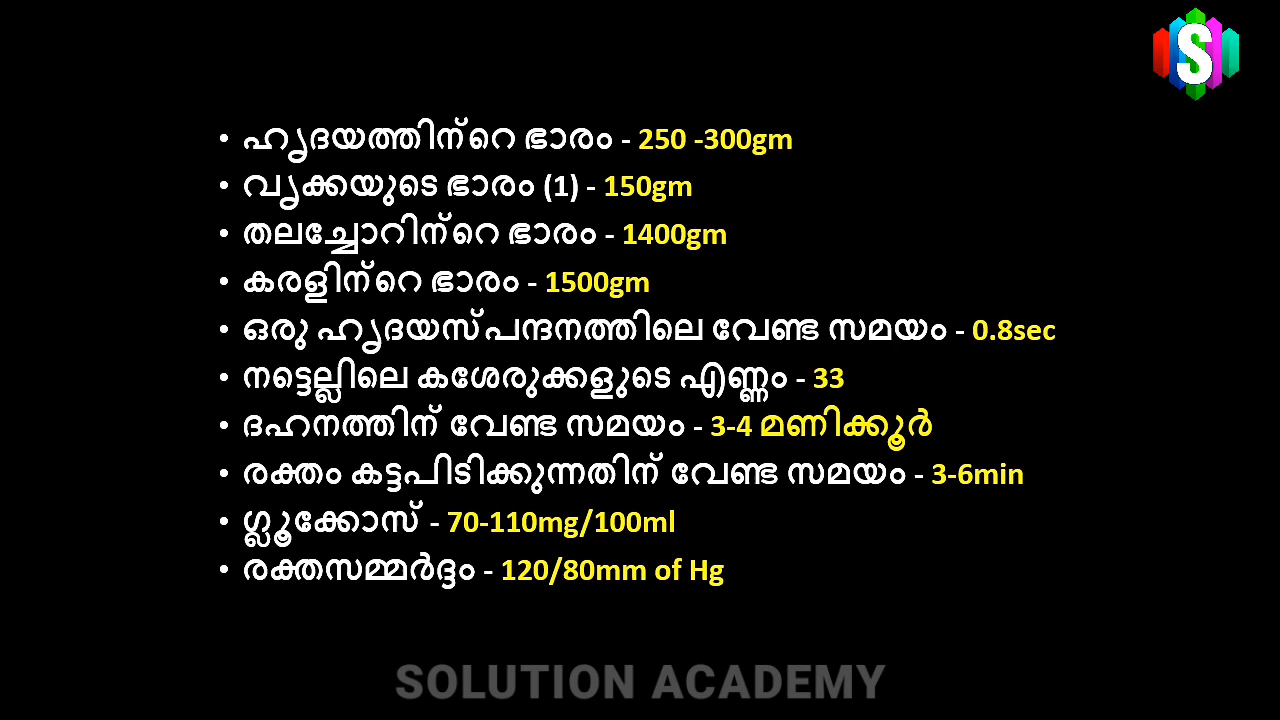 S
• ഹൃദയത്തിന്‍റെ ഭാരം - 250 -300gm
• വൃക്കയുടെ ഭാരം (1) - 150gm
• തലച്ചോറിന്‍റെ ഭാരം - 1400gm
• കരളിന്‍റെ ഭാരം - 1500gm
• ഒരു ഹൃദയസ്പന്ദനത്തിലെ വേണ്ട സമയം - 0.8sec
• നട്ടെല്ലിലെ കശേരുക്കളുടെ എണ്ണം - 33
• ദഹനത്തിന് വേണ്ട സമയം - 3-4 മണിക്കൂർ
• രക്തം കട്ടപിടിക്കുന്നതിന് വേണ്ട സമയം - 3-6min
• ഗ്ലൂക്കോസ് - 70-110mg/100ml
• രക്തസമ്മർദ്ദം - 120/80mm of Hg
SOLUTION ACADEMY